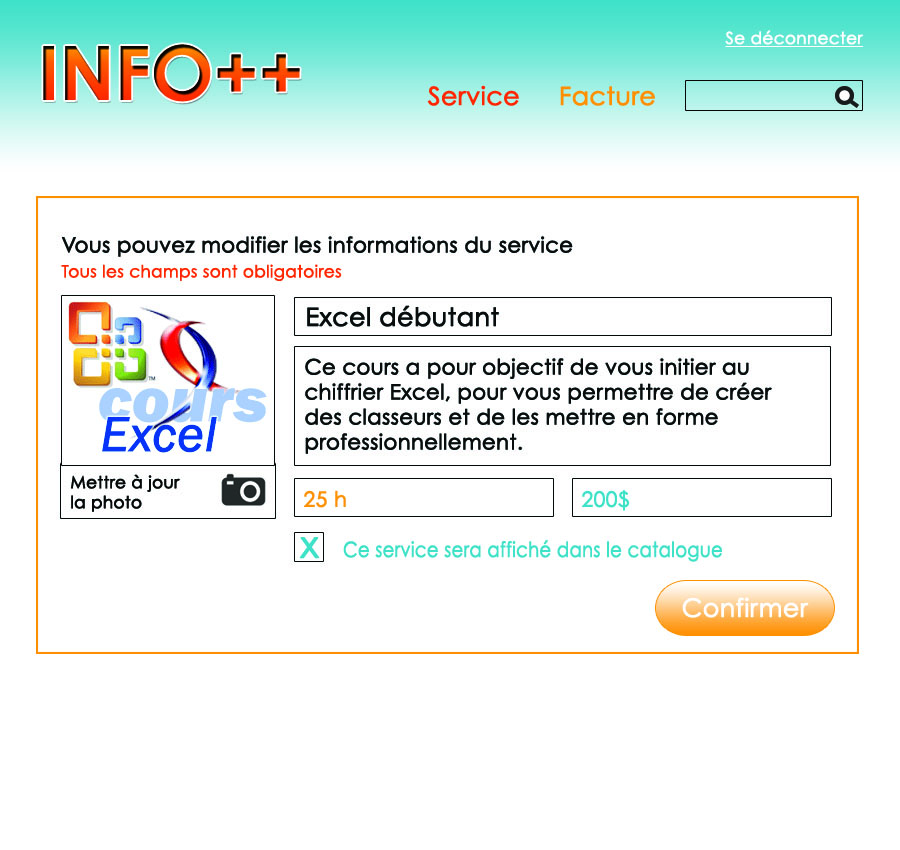 Se déconnecter
INFO++
Service
Facture
Vous pouvez modifier les informations du service
Tous les champs sont obligatoires
TM
cours
Excel
Mettre à jour
la photo
Excel débutant
Ce cours a pour objectif de vous initier au
chiffrier Excel, pour vous permettre de créer
des classeurs et de les mettre en forme
professionnellement.
25 h
200$
X
Ce service sera affiché dans le catalogue
Confirmer